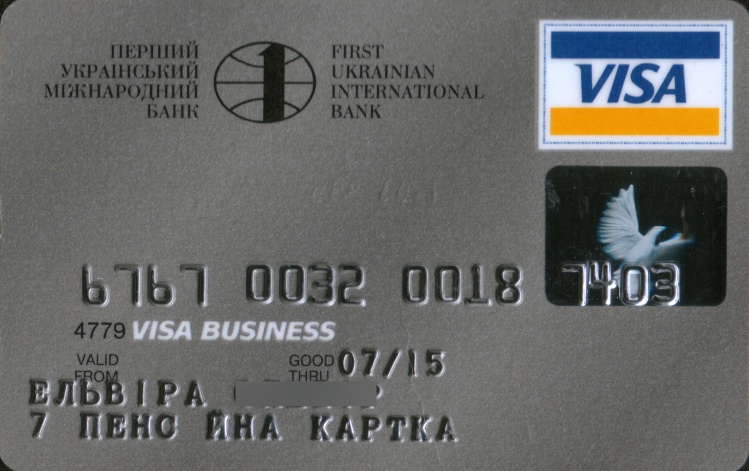 ПЕРШИЙ
УКРАЇНСЬКИЙ
МІЖНАРОДНИЙ
БАНК
1
FIRST
UKRAINIAN
INTERNATIONAL
BANK
VISA
6767 0032 0018 7403
4779 VISA BUSINESS
VALID
FROM
GOOD
THRU
07/15
ЕЛЬВІРА
7 ПЕНС ЙНА КАРТКА